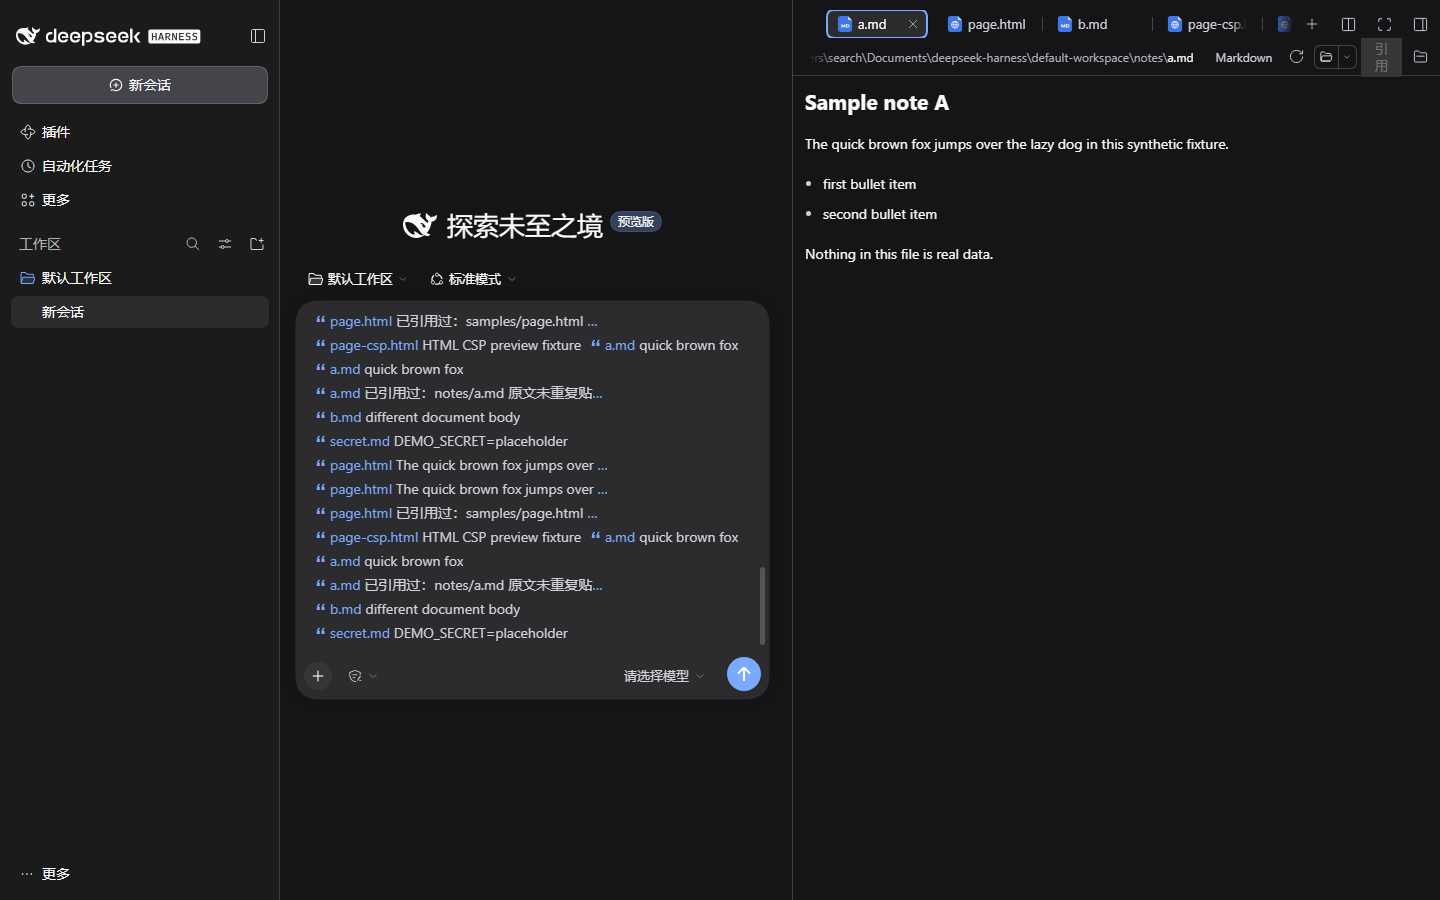 deepseek HARNESS
新会话
插件
自动化任务
更多
工作区
默认工作区
新会话
更多
探索未至之境 预览版
默认工作区 标准模式
“ page.html 已引用过：samples/page.html ...
“ page-csp.html HTML CSP preview fixture “ a.md quick brown fox
“ a.md quick brown fox
“ a.md 已引用过：notes/a.md 原文未重复贴...
“ b.md different document body
“ secret.md DEMO_SECRET=placeholder
“ page.html The quick brown fox jumps over ...
“ page.html The quick brown fox jumps over ...
“ page.html 已引用过：samples/page.html ...
“ page-csp.html HTML CSP preview fixture “ a.md quick brown fox
“ a.md quick brown fox
“ a.md 已引用过：notes/a.md 原文未重复贴...
“ b.md different document body
“ secret.md DEMO_SECRET=placeholder
请选择模型
a.md page.html b.md page-csp.
\search\Documents\deepseek-harness\default-workspace\notes\a.md Markdown 引用
Sample note A
The quick brown fox jumps over the lazy dog in this synthetic fixture.
• first bullet item
• second bullet item
Nothing in this file is real data.